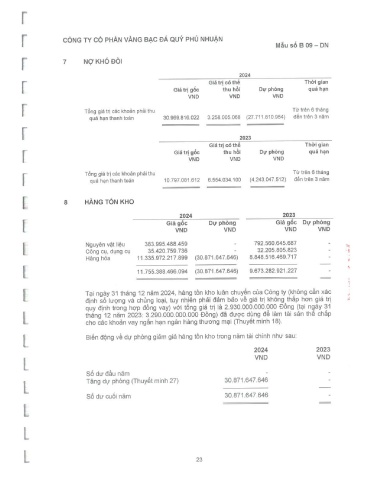 CÔNG TY CỔ PHẦN VÀNG BẠC ĐÁ QUÝ PHÚ NHUẬN
Mẫu số B 09 – DN
7 NỢ KHÓ ĐÒI
2024
Giá trị gốc VND Giá trị có thể thu hồi VND Dự phòng VND Thời gian quá hạn
Tổng giá trị các khoản phải thu quá hạn thanh toán 30.969.816.022 3.258.005.058 (27.711.810.964) Từ trên 6 tháng đến trên 3 năm
2023
Giá trị gốc VND Giá trị có thể thu hồi VND Dự phòng VND Thời gian quá hạn
Tổng giá trị các khoản phải thu quá hạn thanh toán 10.797.081.612 6.554.034.100 (4.243.047.512) Từ trên 6 tháng đến trên 3 năm
8 HÀNG TỒN KHO
2024 2023
Giá gốc Dự phòng Giá gốc Dự phòng
VND VND VND VND
Nguyên vật liệu 383.995.488.459 - 792.560.645.667 -
Công cụ, dụng cụ 35.420.759.736 - 32.205.805.823 -
Hàng hóa 11.335.972.217.899 (30.871.647.646) 8.848.516.469.717 -
11.755.388.466.094 (30.871.647.646) 9.673.282.921.227 -
Tại ngày 31 tháng 12 năm 2024, hàng tồn kho luân chuyển của Công ty (không cần xác
định số lượng và chủng loại, tuy nhiên phải đảm bảo về giá trị không thấp hơn giá trị
quy định trong hợp đồng vay) với tổng giá trị là 2.930.000.000.000 Đồng (tại ngày 31
tháng 12 năm 2023: 3.290.000.000.000 Đồng) đã được dùng để làm tài sản thế chấp
cho các khoản vay ngắn hạn ngân hàng thương mại (Thuyết minh 18).
Biến động về dự phòng giảm giá hàng tồn kho trong năm tài chính như sau:
2024 2023
VND VND
Số dư đầu năm - -
Tăng dự phòng (Thuyết minh 27) 30.871.647.646 -
Số dư cuối năm 30.871.647.646 -
23